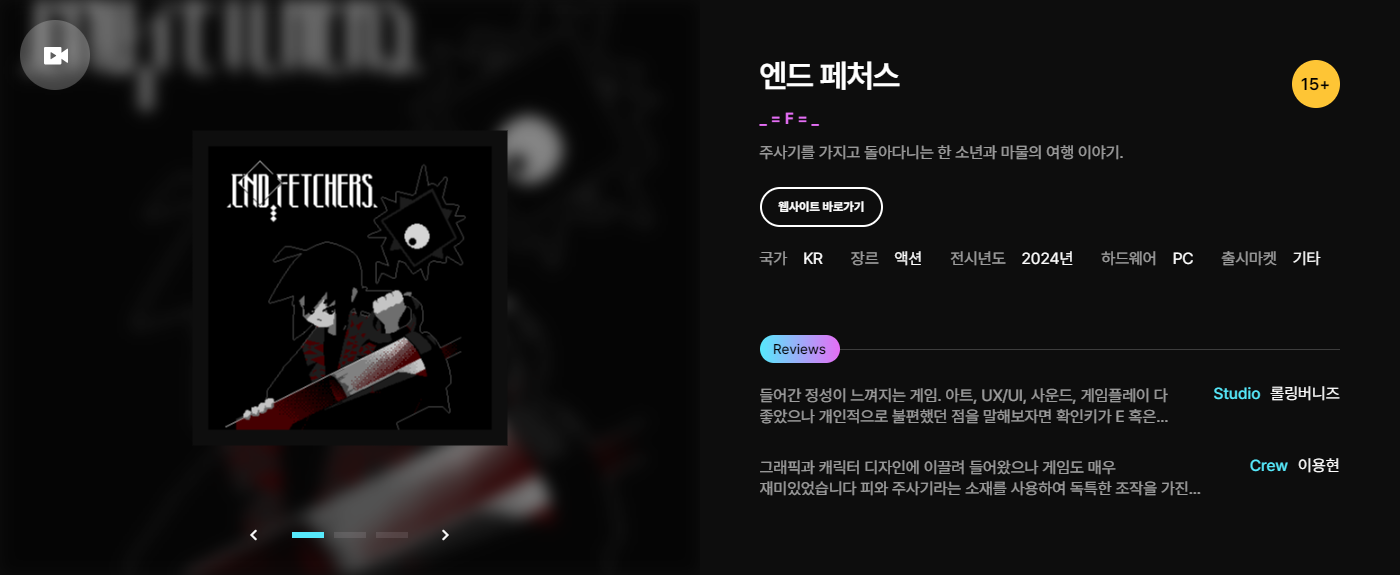 END FETCHERS
엔드 페처스
15+
_ = F = _
주사기를 가지고 돌아다니는 한 소년과 마물의 여행 이야기.
웹사이트 바로가기
국가 KR 장르 액션 전시년도 2024년 하드웨어 PC 출시마켓 기타
Reviews
들어간 정성이 느껴지는 게임. 아트, UX/UI, 사운드, 게임플레이 다
좋았으나 개인적으로 불편했던 점을 말해보자면 확인키가 E 혹은...
Studio 롤링버니즈
그래픽과 캐릭터 디자인에 이끌려 들어왔으나 게임도 매우
재미있었습니다 피와 주사기라는 소재를 사용하여 독특한 조작을 가진...
Crew 이용현